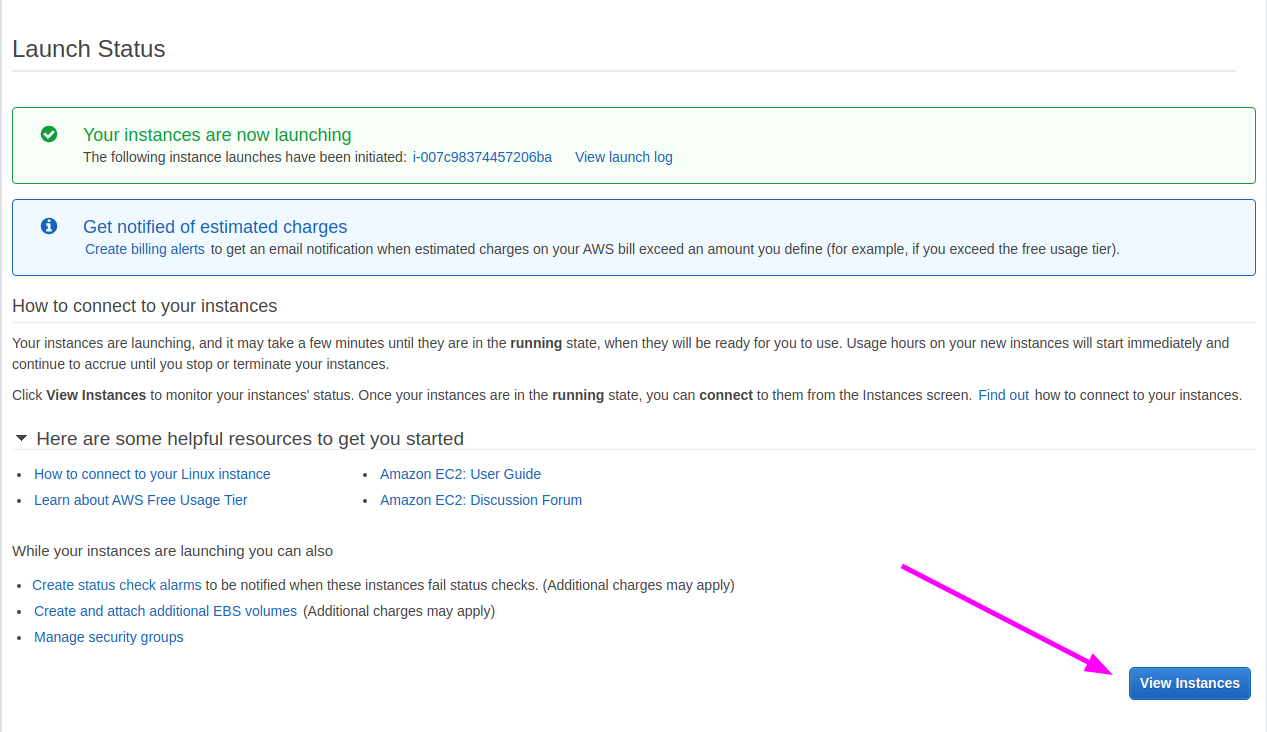 Launch Status
Your instances are now launching
The following instance launches have been initiated: i-007c98374457206ba View launch log
Get notified of estimated charges
Create billing alerts to get an email notification when estimated charges on your AWS bill exceed an amount you define (for example, if you exceed the free usage tier).
How to connect to your instances
Your instances are launching, and it may take a few minutes until they are in the running state, when they will be ready for you to use. Usage hours on your new instances will start immediately and
continue to accrue until you stop or terminate your instances.
Click View Instances to monitor your instances' status. Once your instances are in the running state, you can connect to them from the Instances screen. Find out how to connect to your instances.
Here are some helpful resources to get you started
• How to connect to your Linux instance
• Learn about AWS Free Usage Tier
• Amazon EC2: User Guide
• Amazon EC2: Discussion Forum
While your instances are launching you can also
• Create status check alarms to be notified when these instances fail status checks. (Additional charges may apply)
• Create and attach additional EBS volumes (Additional charges may apply)
• Manage security groups
View Instances